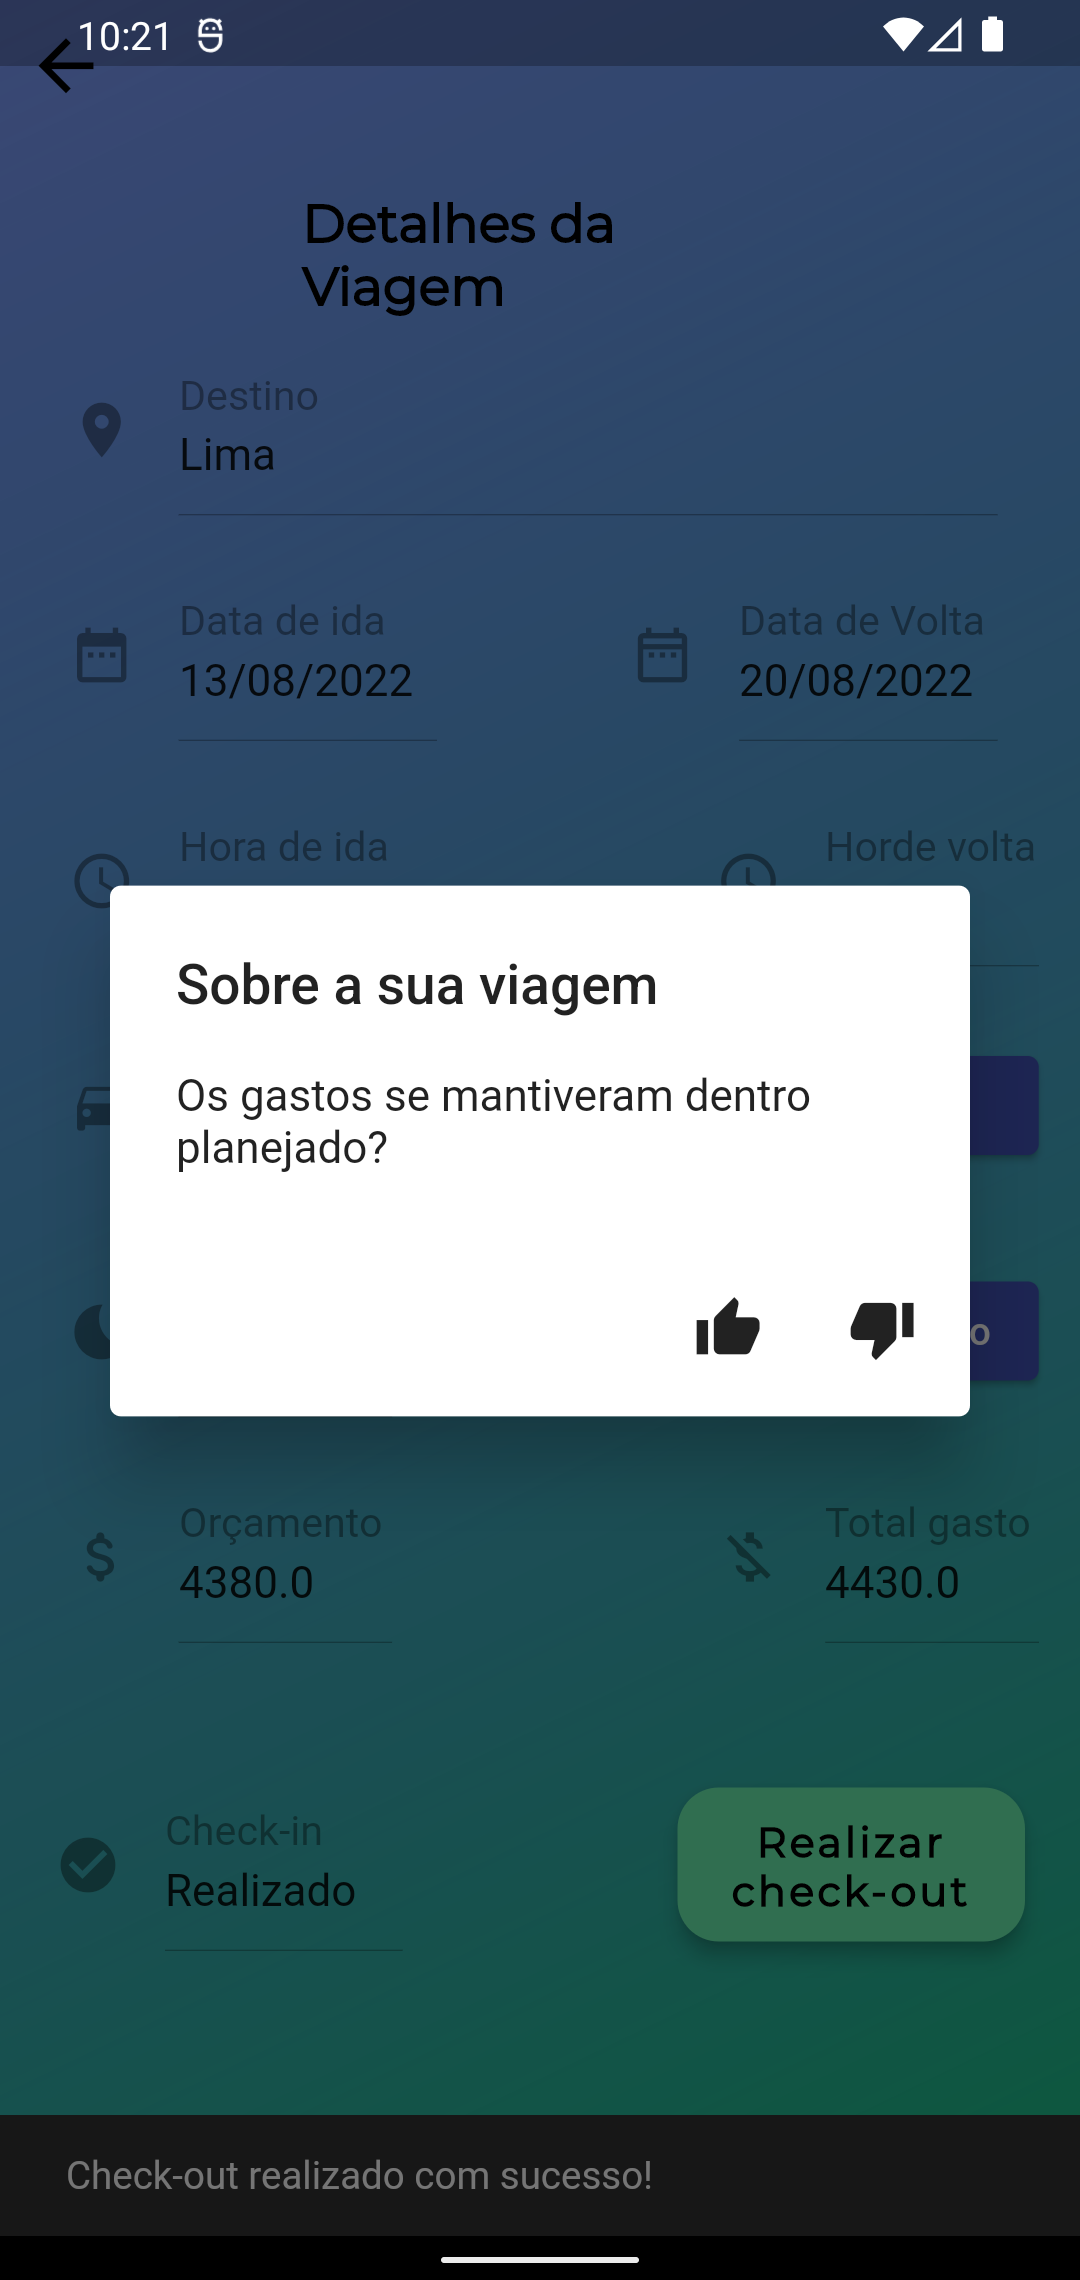 10:21
Detalhes da
Viagem
Destino
Lima
Data de ida
Data de Volta
13/08/2022
20/08/2022
Hora de ida
Horde volta
Sobre a sua viagem
Os gastos se mantiveram dentro
planejado?
o
Orçamento
Total gasto
4380.0
4430.0
Check-in
Realizado
Realizar
check-out
Check-out realizado com sucesso!